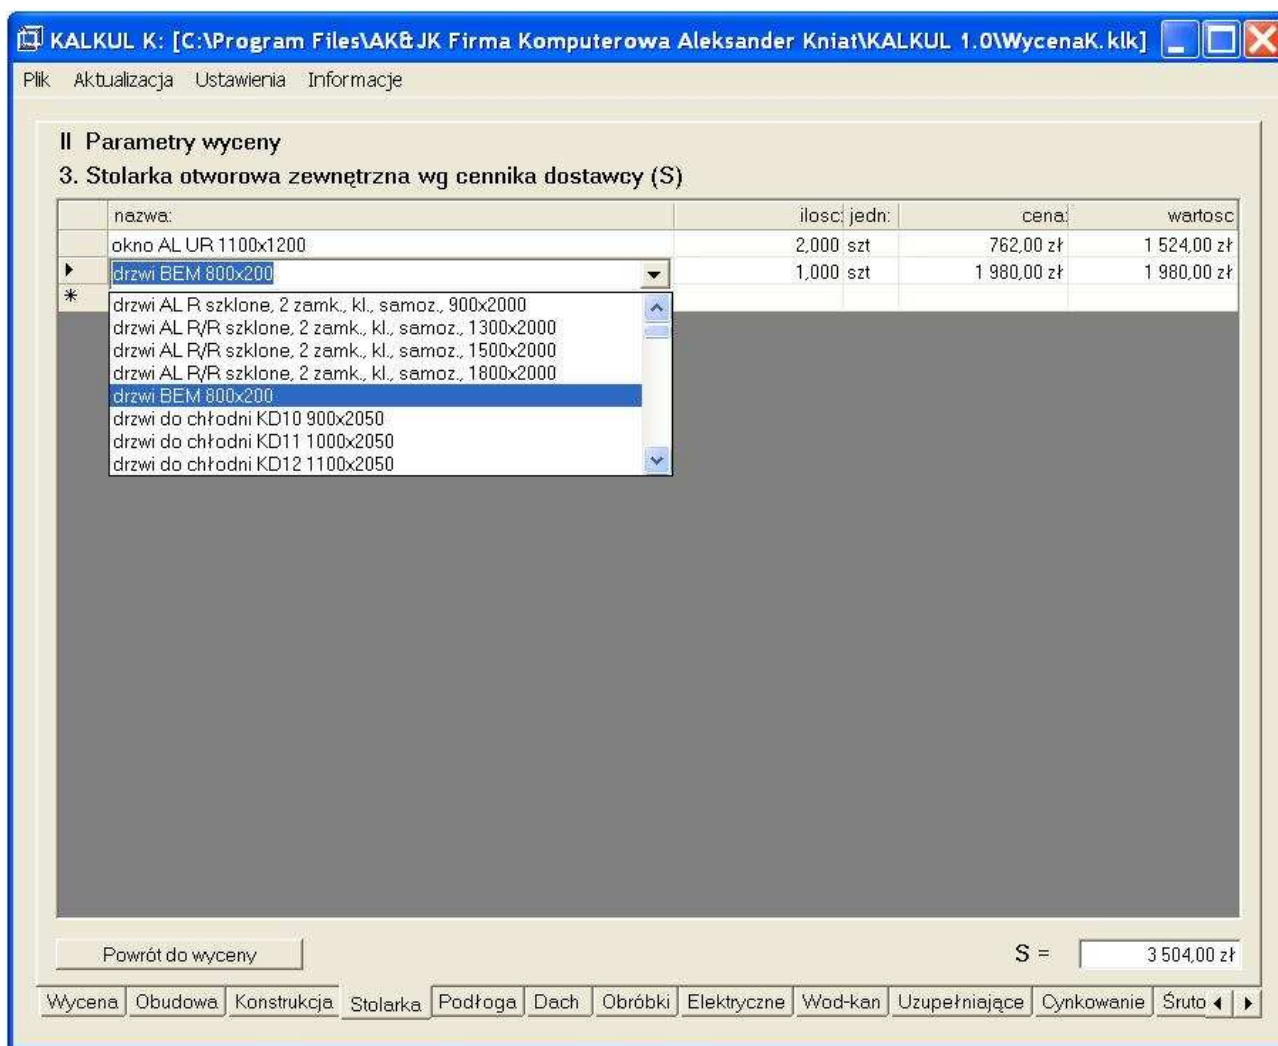 KALKUL K: [C:\Program Files\AK&JK Firma Komputerowa Aleksander Kniat\KALKUL 1.0\WycenaK.klk]
Plik Aktualizacja Ustawienia Informacje
II Parametry wyceny
3. Stolarka otworowa zewnętrzna wg cennika dostawcy (S)
nazwa: ilosc: jedn: cena: wartosc
okno AL UR 1100x1200 2,000 szt 762,00 zł 1 524,00 zł
drzwi BEM 800x200 1,000 szt 1 980,00 zł 1 980,00 zł
drzwi AL R szklone, 2 zamk., kl., samoz., 900x2000
drzwi AL R/R szklone, 2 zamk., kl., samoz., 1300x2000
drzwi AL R/R szklone, 2 zamk., kl., samoz., 1500x2000
drzwi AL R/R szklone, 2 zamk., kl., samoz., 1800x2000
drzwi BEM 800x200
drzwi do chłodni KD10 900x2050
drzwi do chłodni KD11 1000x2050
drzwi do chłodni KD12 1100x2050
Powrót do wyceny S = 3 504,00 zł
Wycena Obudowa Konstrukcja Stolarka Podłoga Dach Obróbki Elektryczne Wod-kan Uzupełniające Cynkowanie Śruto